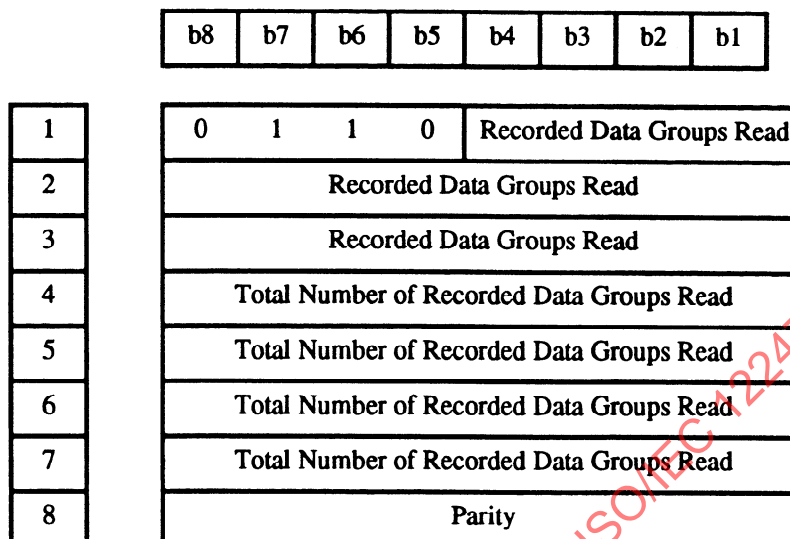 b8 b7 b6 b5 b4 b3 b2 b1
1 0 1 1 0 Recorded Data Groups Read
2 Recorded Data Groups Read
3 Recorded Data Groups Read
4 Total Number of Recorded Data Groups Read
5 Total Number of Recorded Data Groups Read
6 Total Number of Recorded Data Groups Read
7 Total Number of Recorded Data Groups Read
8 Parity
ISO/IEC 1224